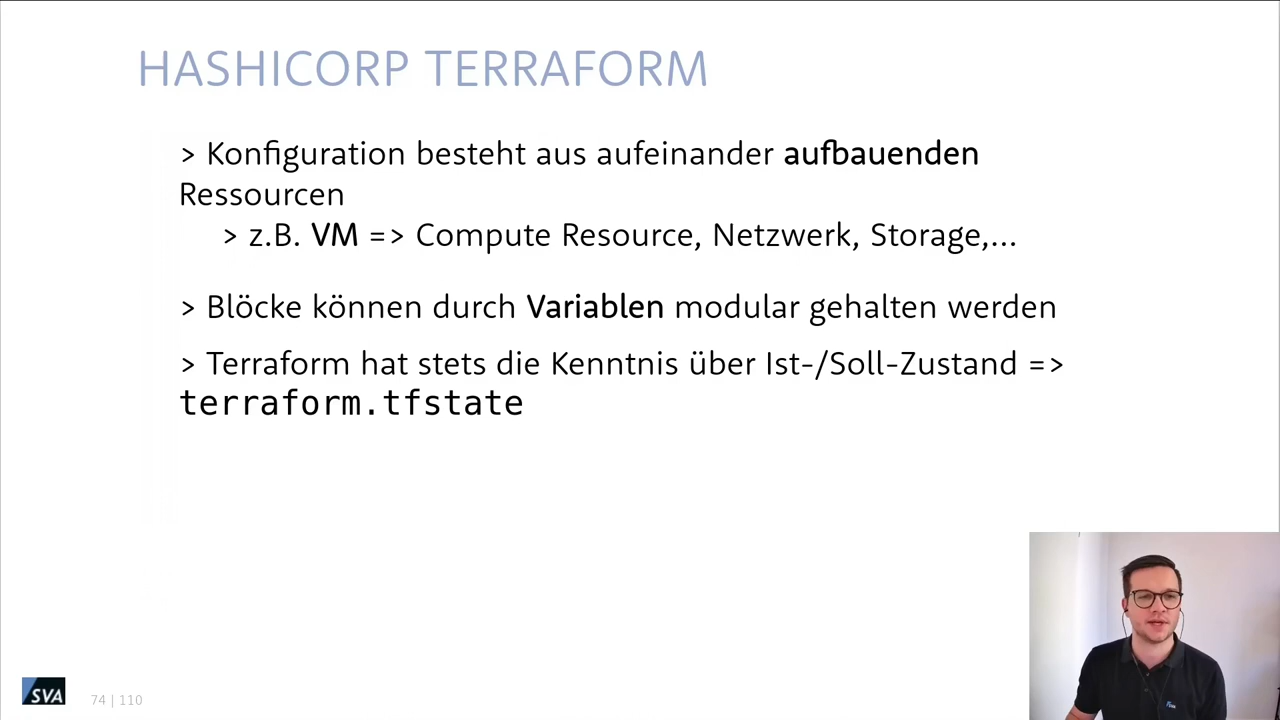 HASHICORP TERRAFORM
> Konfiguration besteht aus aufeinander aufbauenden
Ressourcen
> z.B. VM => Compute Resource, Netzwerk, Storage,...
> Blöcke können durch Variablen modular gehalten werden
> Terraform hat stets die Kenntnis über Ist-/Soll-Zustand =>
terraform.tfstate
SVA
74 | 110